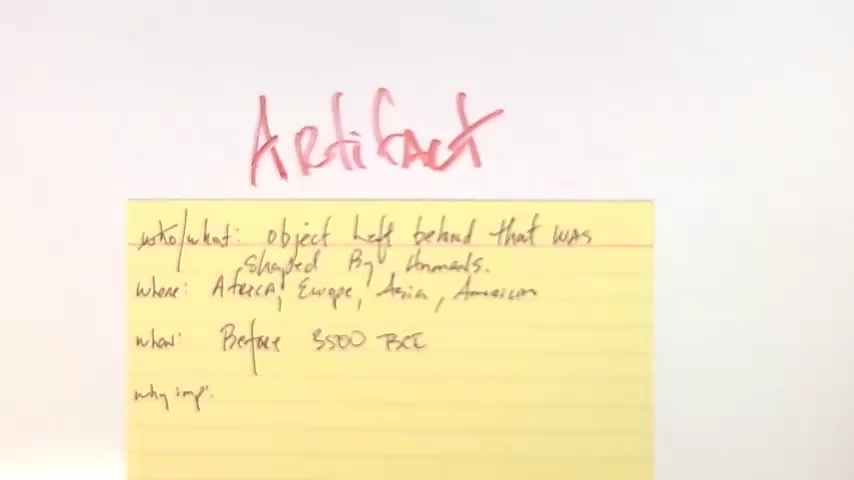 Artifact
who/what: object left behind that was
shaped By Humans.
where: Africa, Europe, Asia, Americas
when: Before 3500 BCE
why imp: